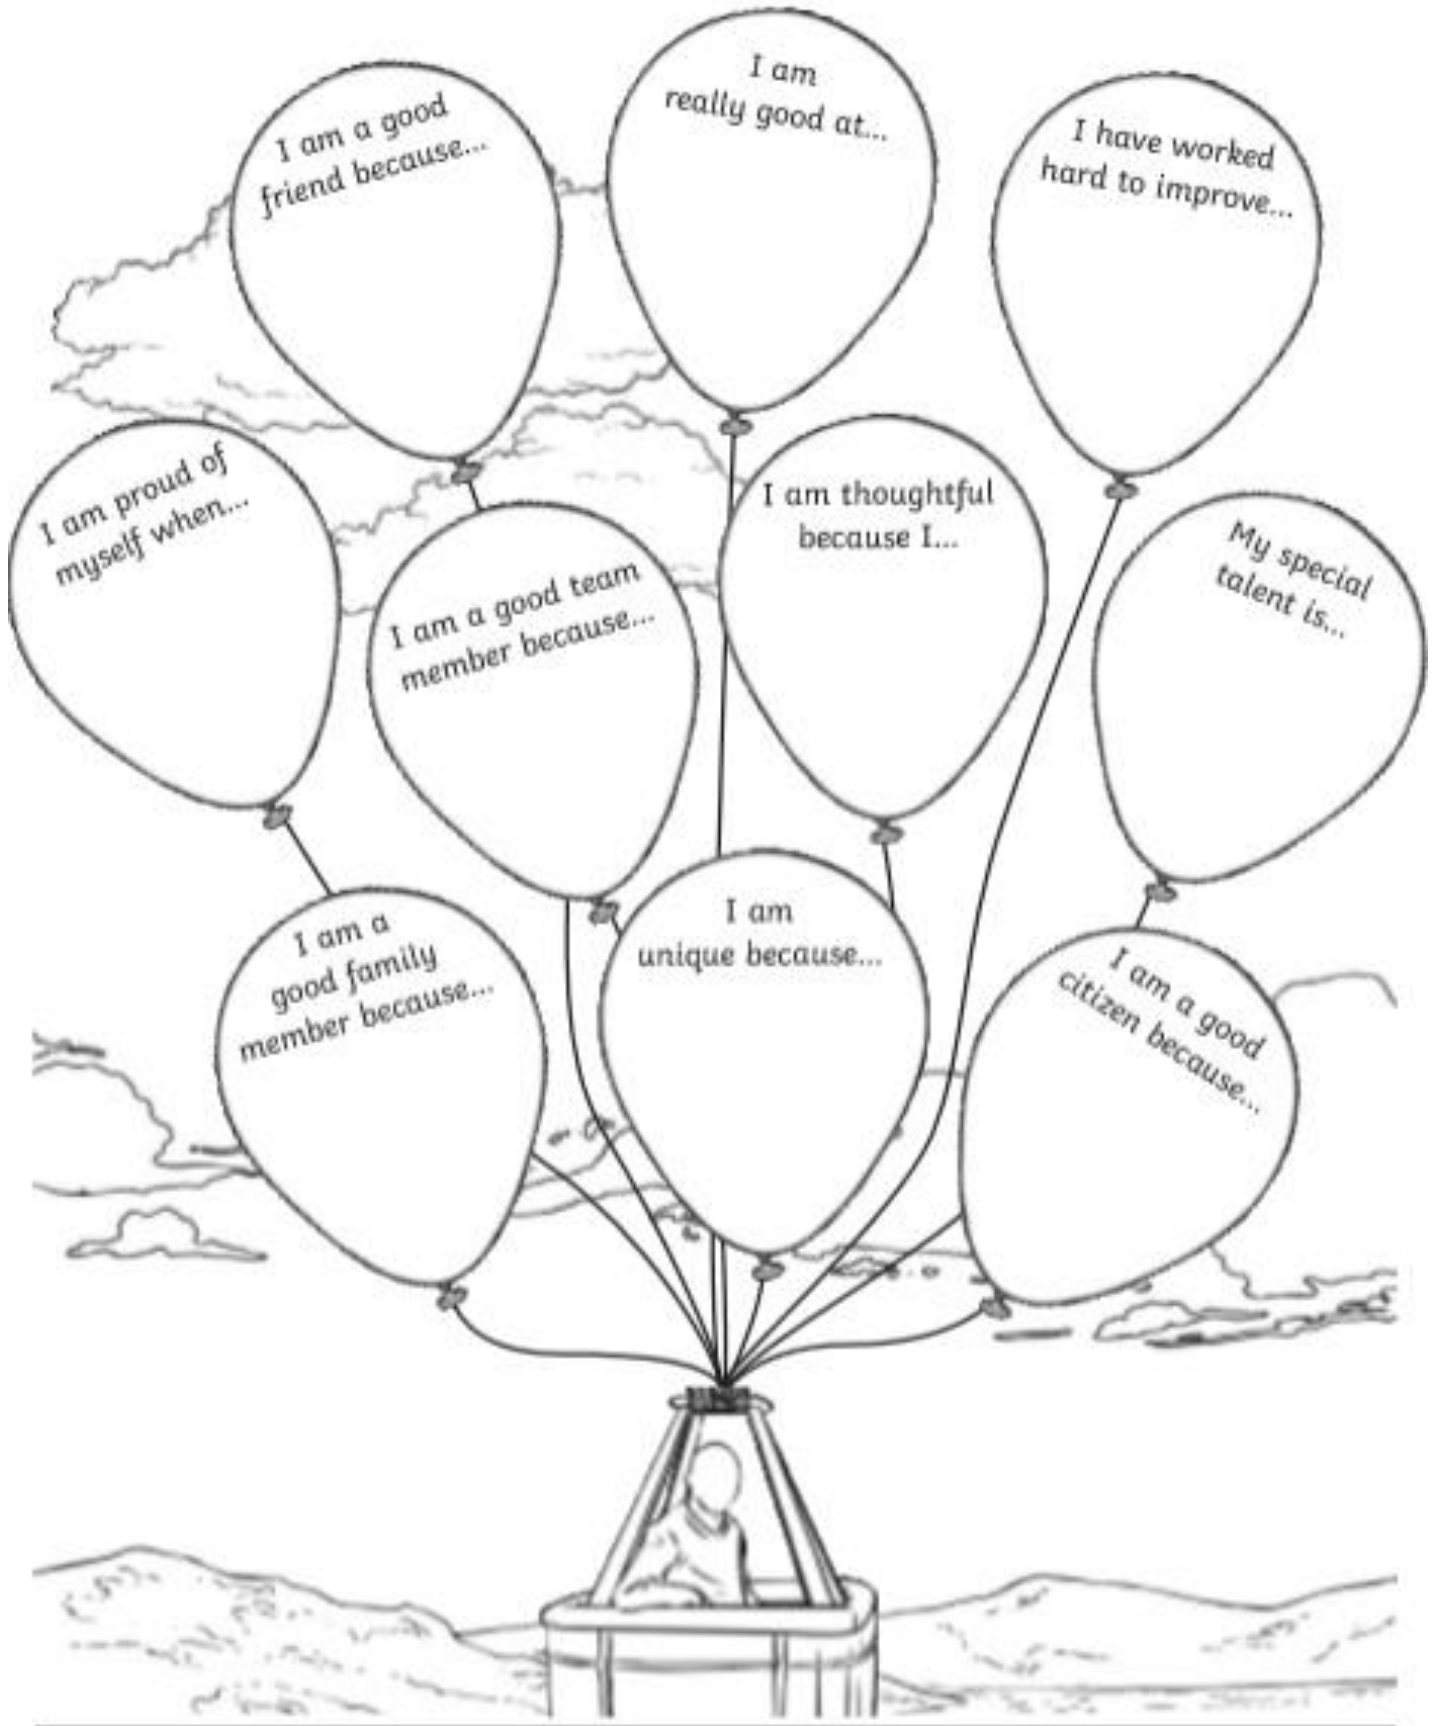 I am a good
friend because...
I am
really good at...
I have worked
hard to improve...
I am proud of
myself when...
I am a good team
member because...
I am thoughtful
because I...
My special
talent is...
I am a
good family
member because...
I am
unique because...
I am a good
citizen because...